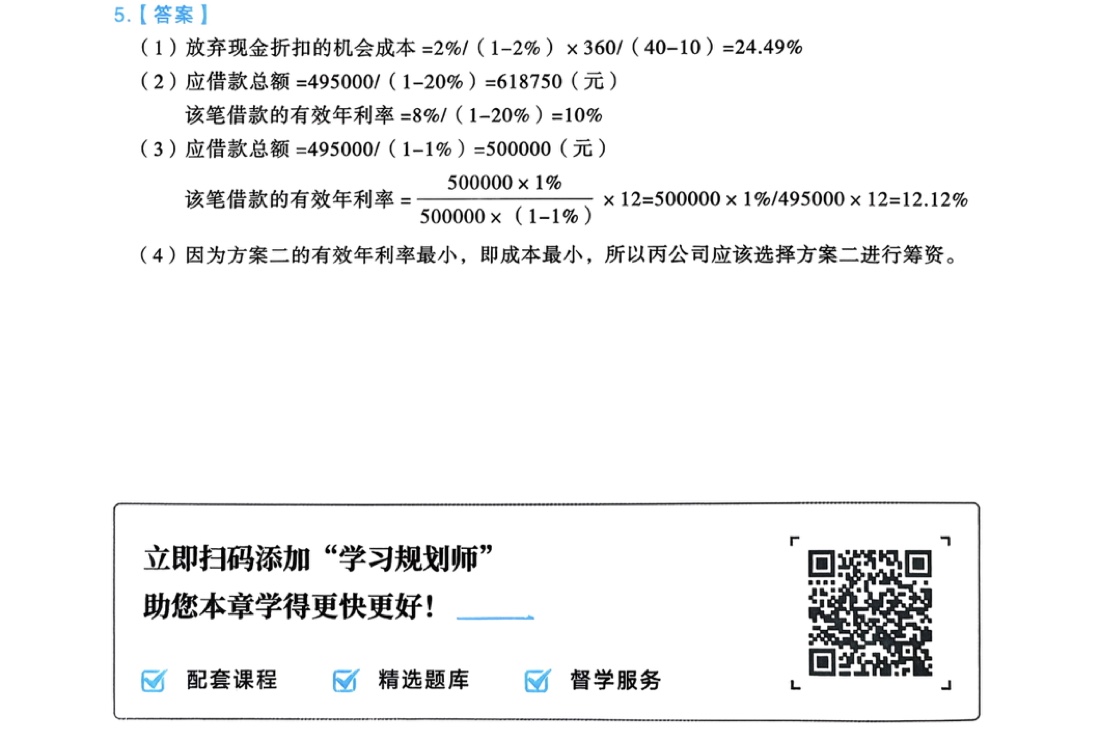 5.【答案】
（1）放弃现金折扣的机会成本 =2%/（1-2%）×360/（40-10）=24.49%
（2）应借款总额 =495000/（1-20%）=618750（元）
该笔借款的有效年利率 =8%/（1-20%）=10%
（3）应借款总额 =495000/（1-1%）=500000（元）
该笔借款的有效年利率 = 500000×1% / 500000×（1-1%） ×12=500000×1%/495000×12=12.12%
（4）因为方案二的有效年利率最小，即成本最小，所以丙公司应该选择方案二进行筹资。
立即扫码添加“学习规划师”
助您本章学得更快更好！
配套课程 精选题库 督学服务